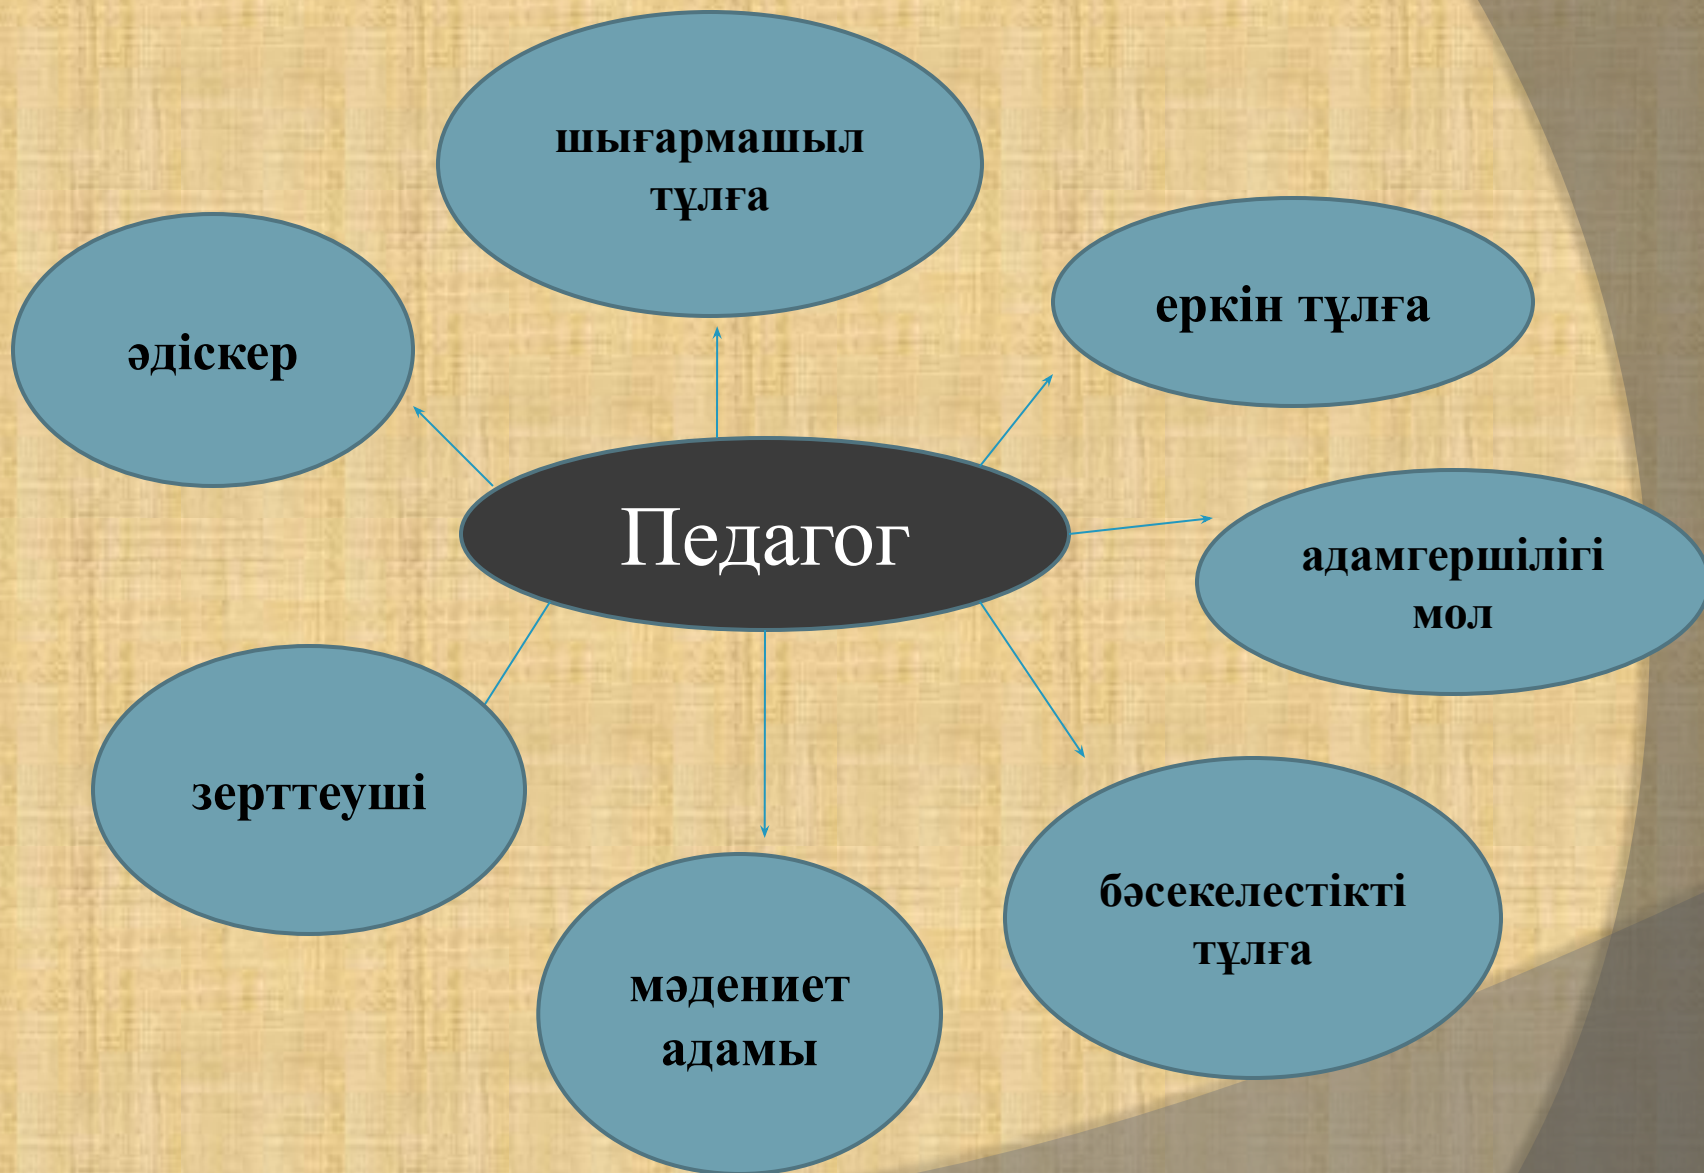 шығармашыл
тұлға
еркін тұлға
әдіскер
Педагог
адамгершілігі
мол
зерттеуші
бәсекелестікті
тұлға
мәдениет
адамы